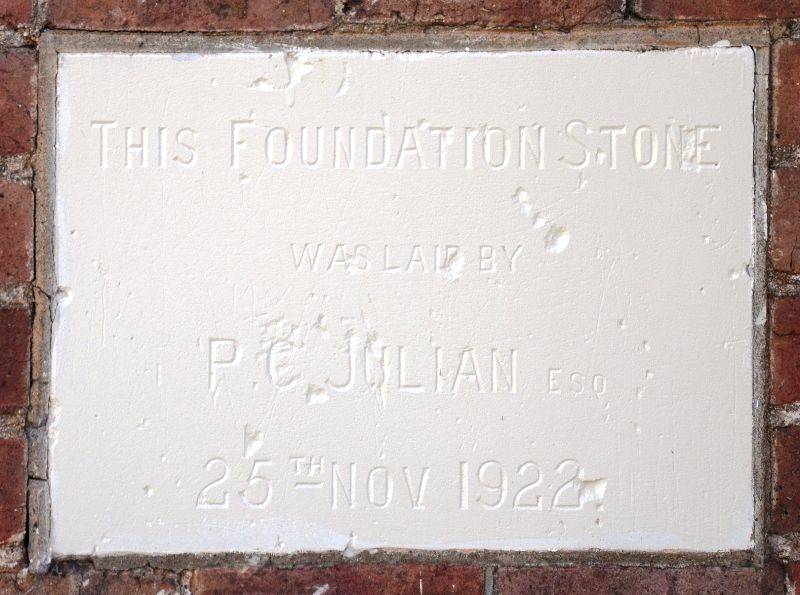 THIS FOUNDATION STONE
WAS LAID BY
P. C. JULIAN ESQ
25TH NOV 1922.